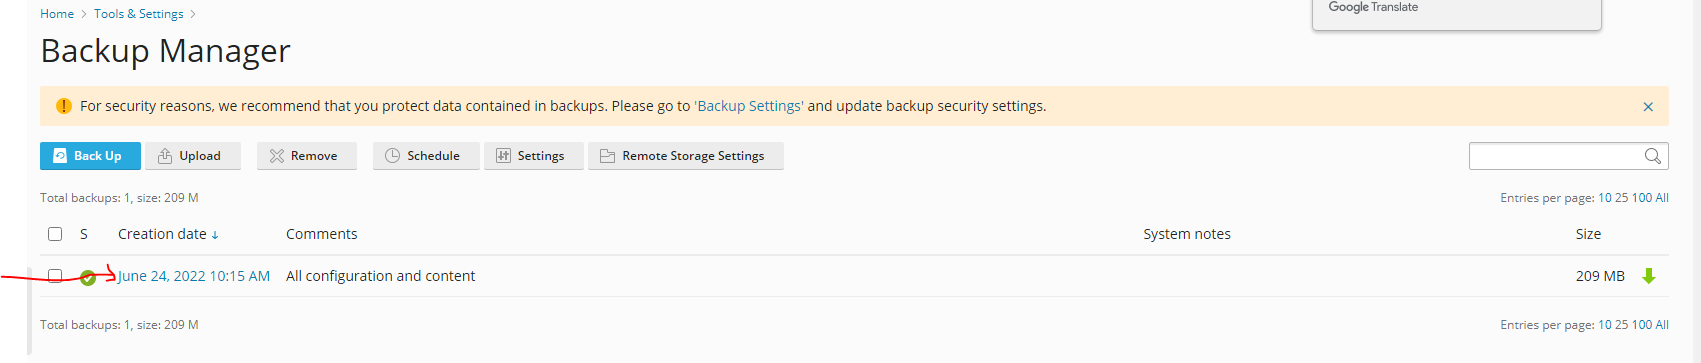 Home > Tools & Settings >
Google Translate
Backup Manager
For security reasons, we recommend that you protect data contained in backups. Please go to 'Backup Settings' and update backup security settings.
Back Up Upload Remove Schedule Settings Remote Storage Settings
Total backups: 1, size: 209 M Entries per page: 10 25 100 All
S Creation date ↓ Comments System notes Size
June 24, 2022 10:15 AM All configuration and content 209 MB
Total backups: 1, size: 209 M Entries per page: 10 25 100 All